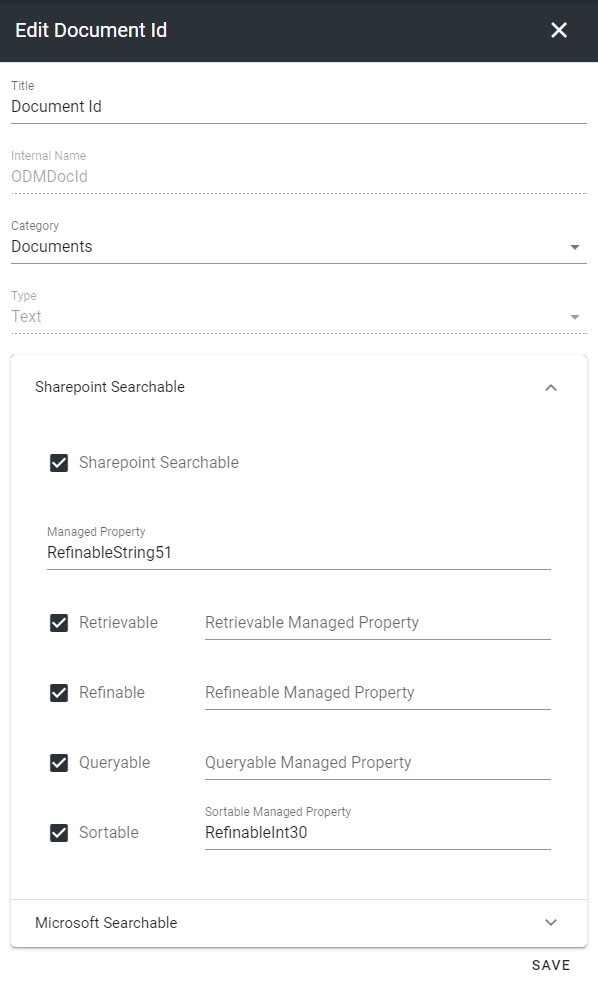 Edit Document Id
Title
Document Id
Internal Name
ODMDocId
Category
Documents
Type
Text
Sharepoint Searchable
Sharepoint Searchable
Managed Property
RefinableString51
Retrievable Retrievable Managed Property
Refinable Refineable Managed Property
Queryable Queryable Managed Property
Sortable Managed Property
Sortable RefinableInt30
Microsoft Searchable
SAVE